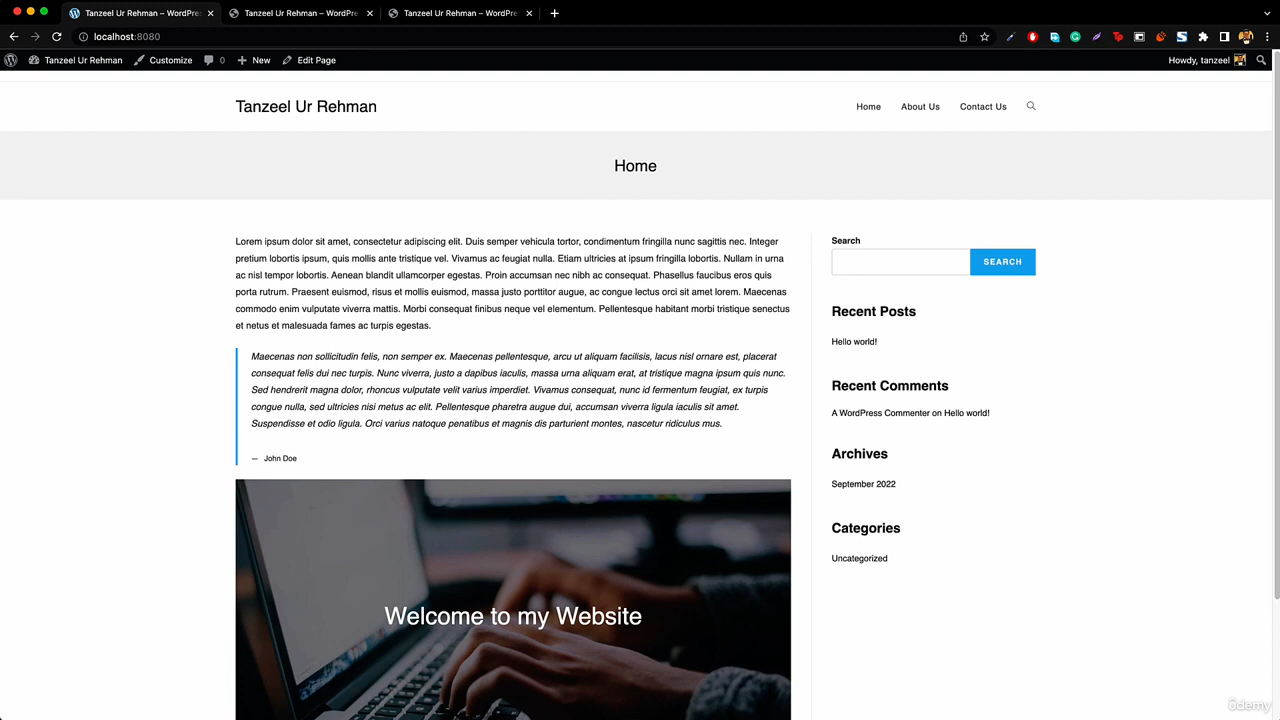 Tanzeel Ur Rehman – WordPre
Tanzeel Ur Rehman – WordPre
Tanzeel Ur Rehman – WordPre
localhost:8080
Tanzeel Ur Rehman
Customize
0
New
Edit Page
Howdy, tanzeel
Tanzeel Ur Rehman
Home
About Us
Contact Us
Home
Lorem ipsum dolor sit amet, consectetur adipiscing elit. Duis semper vehicula tortor, condimentum fringilla nunc sagittis nec. Integer
pretium lobortis ipsum, quis mollis ante tristique vel. Vivamus ac feugiat nulla. Etiam ultricies at ipsum fringilla lobortis. Nullam in urna
ac nisl tempor lobortis. Aenean blandit ullamcorper egestas. Proin accumsan nec nibh ac consequat. Phasellus faucibus eros quis
porta rutrum. Praesent euismod, risus et mollis euismod, massa justo porttitor augue, ac congue lectus orci sit amet lorem. Maecenas
commodo enim vulputate viverra mattis. Morbi consequat finibus neque vel elementum. Pellentesque habitant morbi tristique senectus
et netus et malesuada fames ac turpis egestas.
Maecenas non sollicitudin felis, non semper ex. Maecenas pellentesque, arcu ut aliquam facilisis, lacus nisl ornare est, placerat
consequat felis dui nec turpis. Nunc viverra, justo a dapibus iaculis, massa urna aliquam erat, at tristique magna ipsum quis nunc.
Sed hendrerit magna dolor, rhoncus vulputate velit varius imperdiet. Vivamus consequat, nunc id fermentum feugiat, ex turpis
congue nulla, sed ultricies nisi metus ac elit. Pellentesque pharetra augue dui, accumsan viverra ligula iaculis sit amet.
Suspendisse et odio ligula. Orci varius natoque penatibus et magnis dis parturient montes, nascetur ridiculus mus.
— John Doe
Welcome to my Website
Search
SEARCH
Recent Posts
Hello world!
Recent Comments
A WordPress Commenter on Hello world!
Archives
September 2022
Categories
Uncategorized
ûdemy